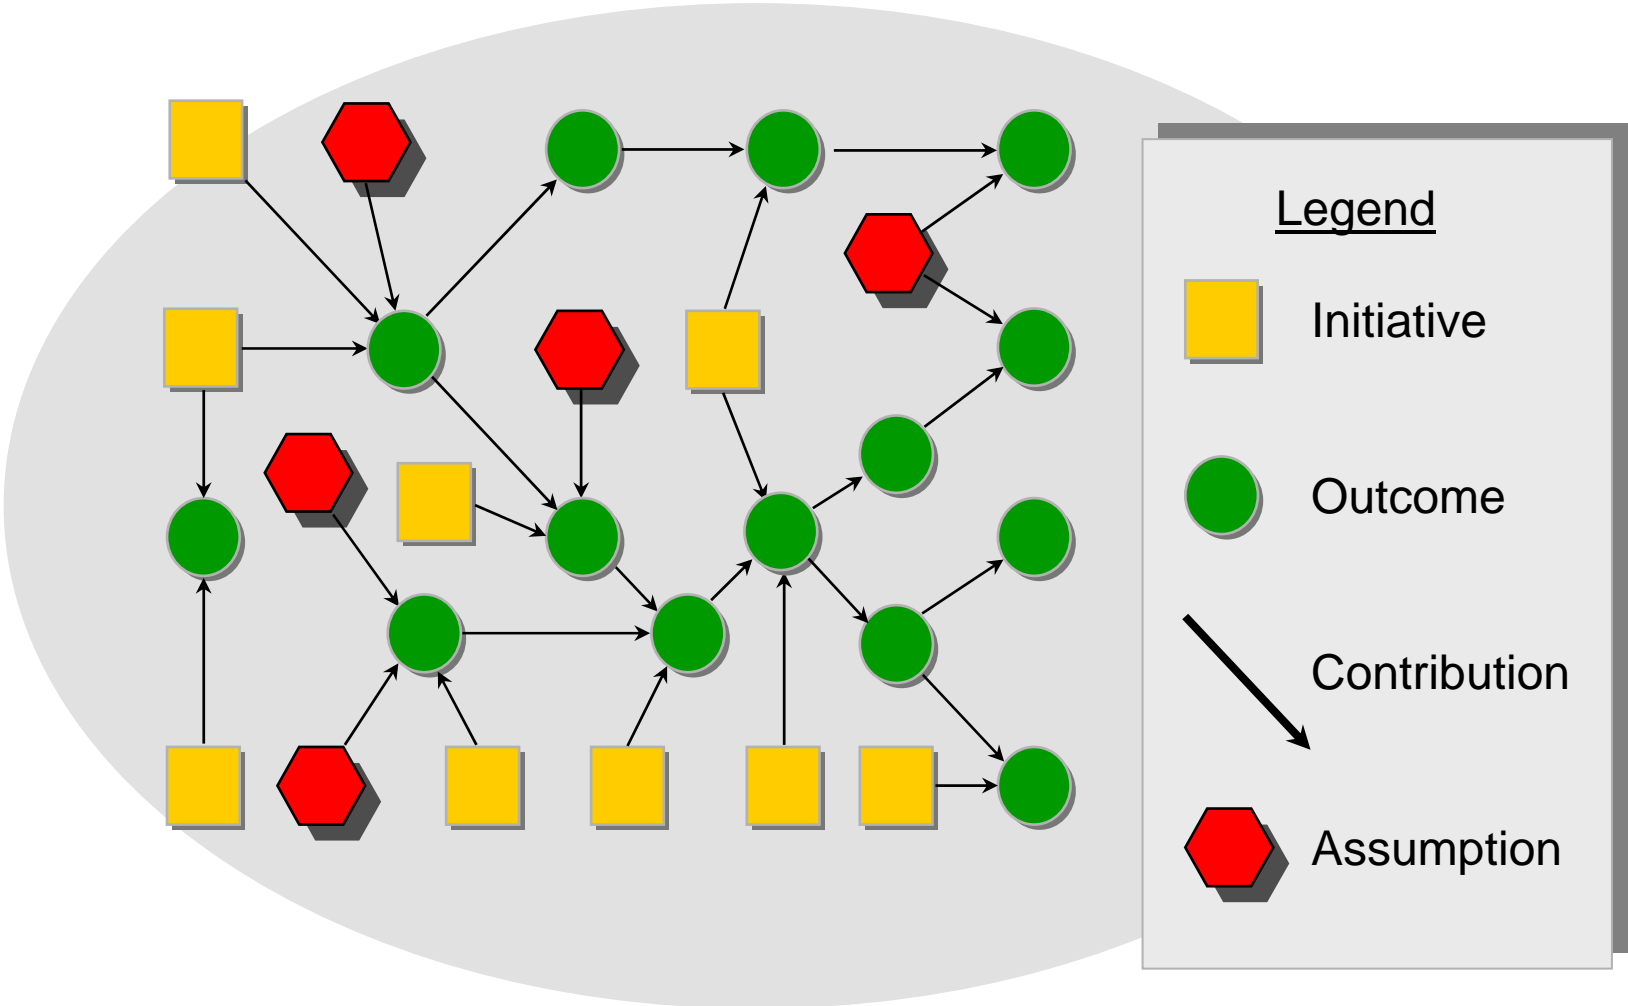 Legend
Initiative
Outcome
Contribution
Assumption